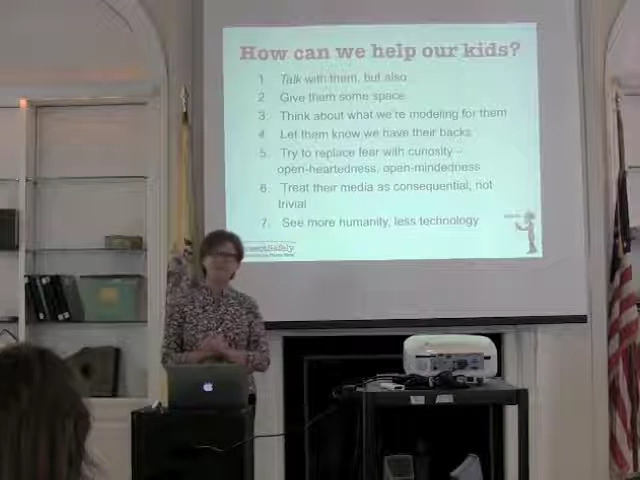 How can we help our kids?
1 Talk with them, but also
2 Give them some space
3 Think about what we're modeling for them
4. Let them know we have their backs
5. Try to replace fear with curiosity –
open-heartedness, open-mindedness
6. Treat their media as consequential, not
trivial
7. See more humanity, less technology